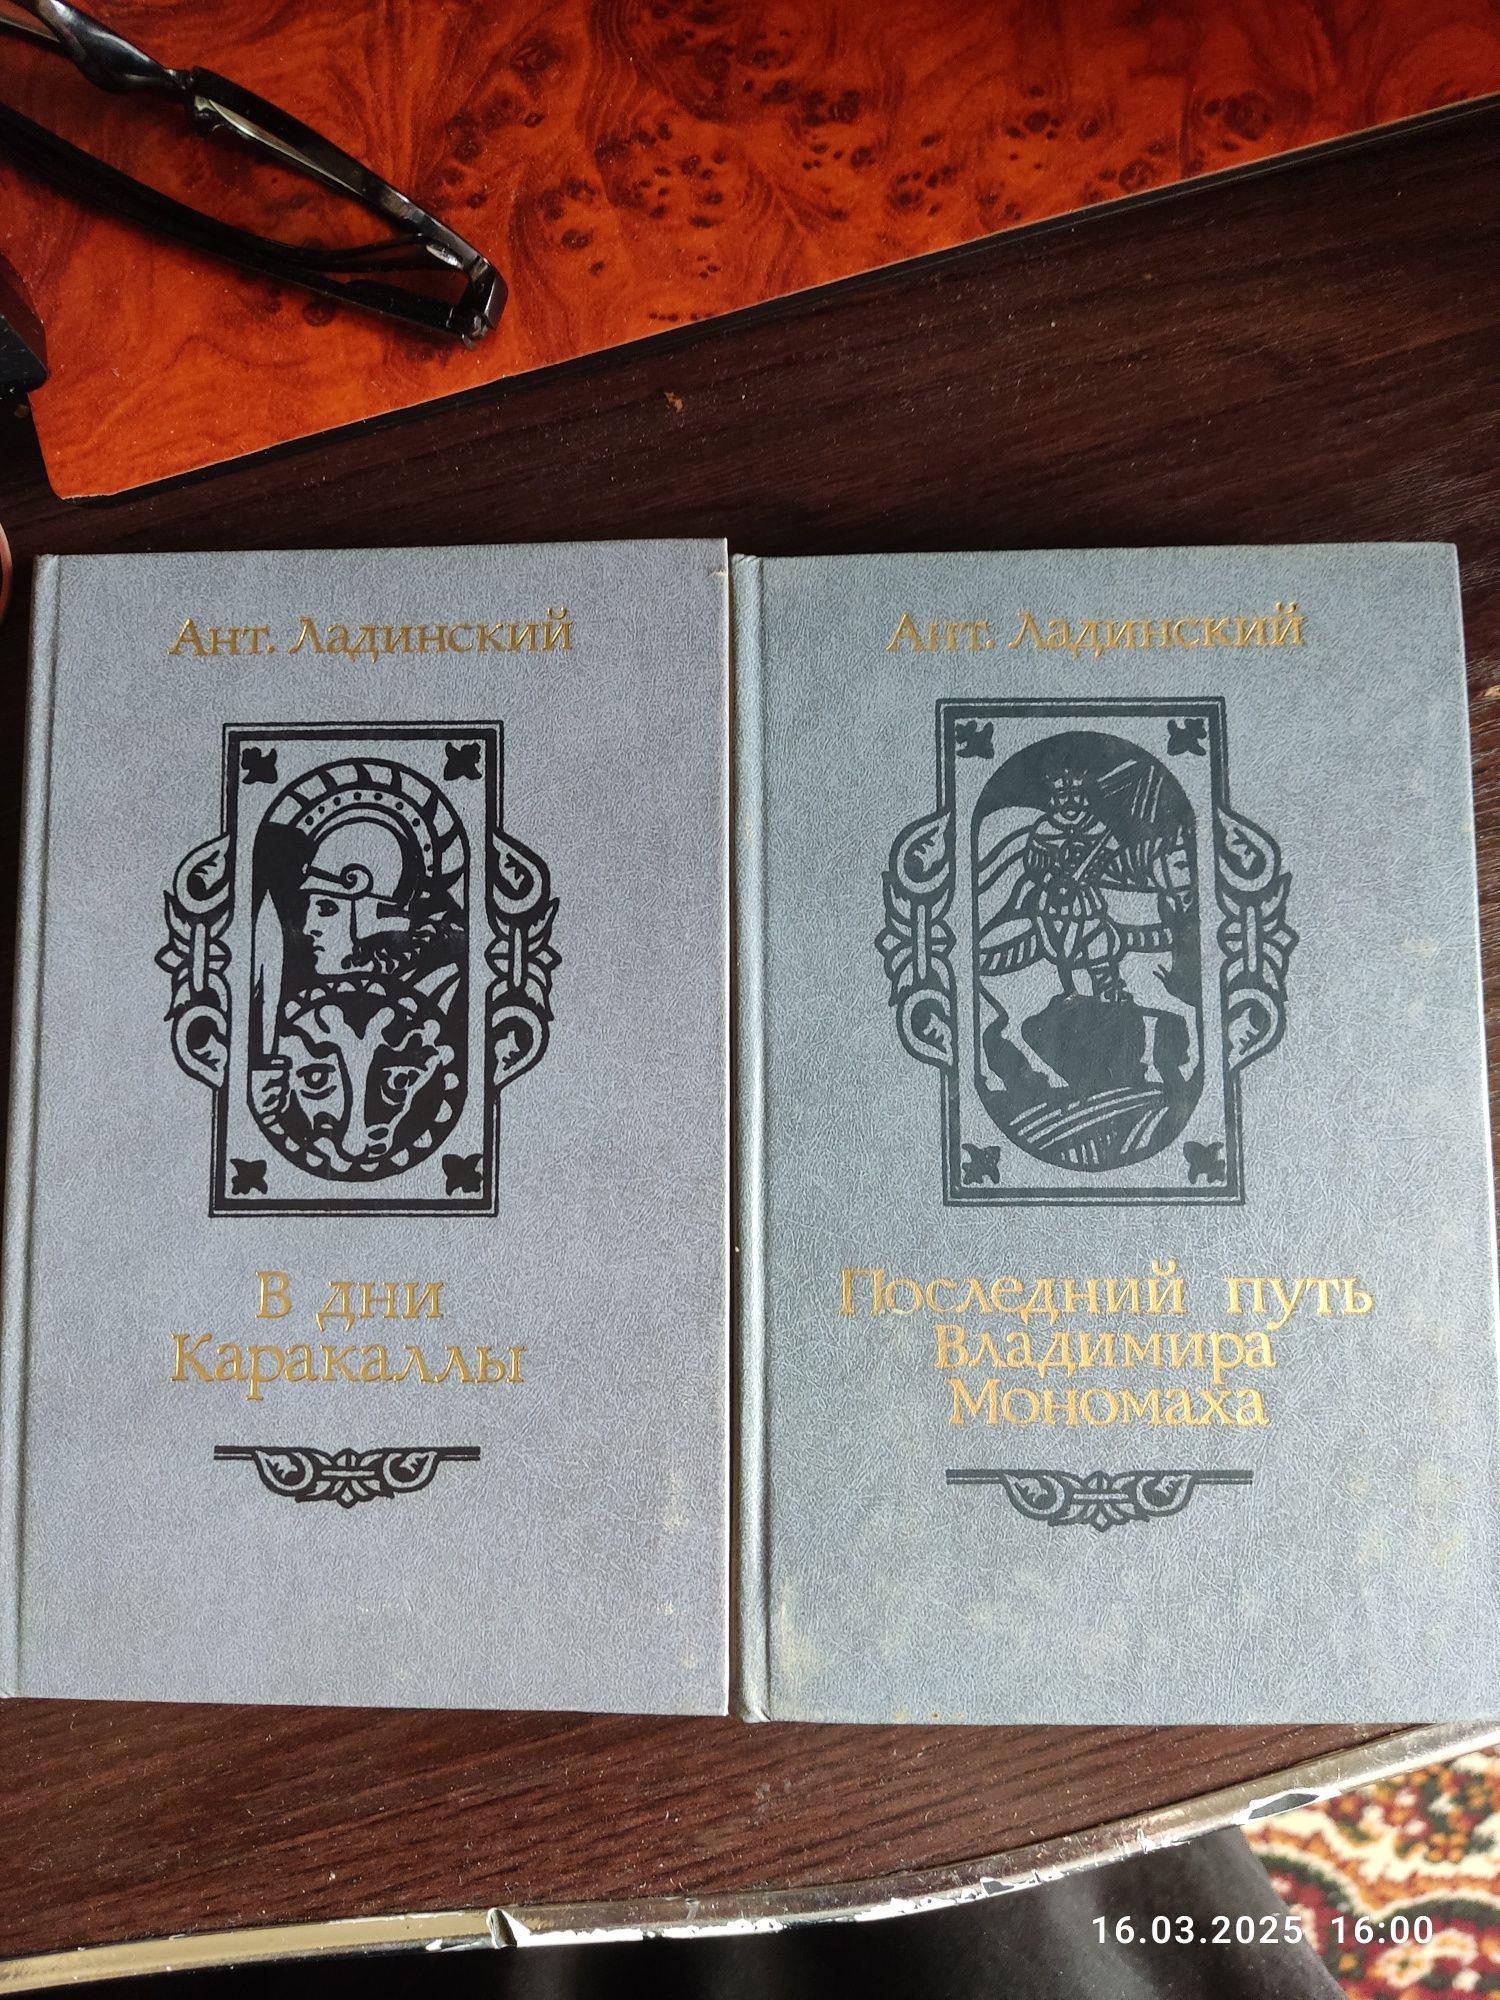 Ант. Ладинский
В дни
Каракаллы
Ант. Ладинский
Последний путь
Владимира
Мономаха
16.03.2025 16:00